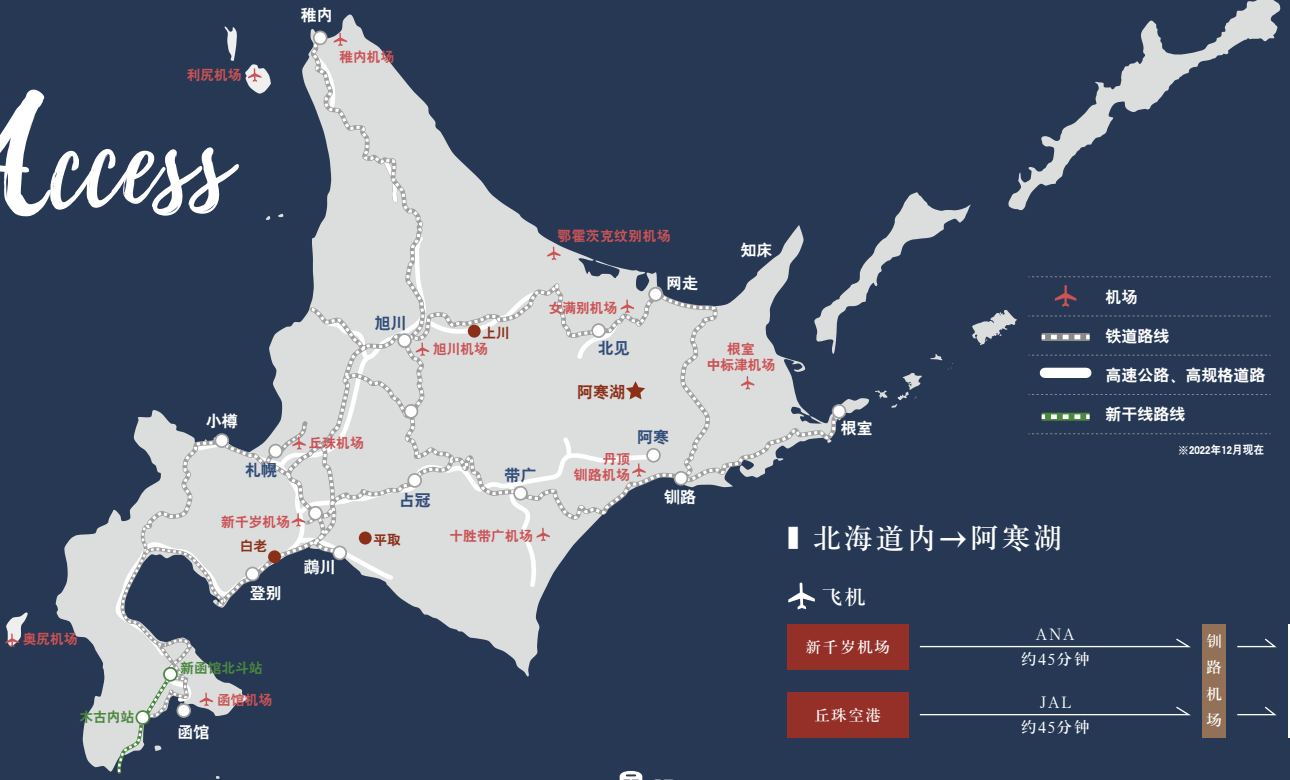 Access
稚内
稚内机场
利尻机场
鄂霍茨克纹别机场
知床
网走
女满别机场
旭川
上川
旭川机场
北见
根室
中标津机场
阿寒湖
小樽
丘珠机场
札幌
阿寒
根室
丹顶
钏路机场
带广
占冠
钏路
新千岁机场
十胜带广机场
白老
平取
鹉川
登别
奥尻机场
新函馆北斗站
函馆机场
木古内站
函馆
机场
铁道路线
高速公路、高规格道路
新干线路线
※2022年12月现在
北海道内→阿寒湖
飞机
新千岁机场
ANA
约45分钟
丘珠空港
JAL
约45分钟
钏路机场